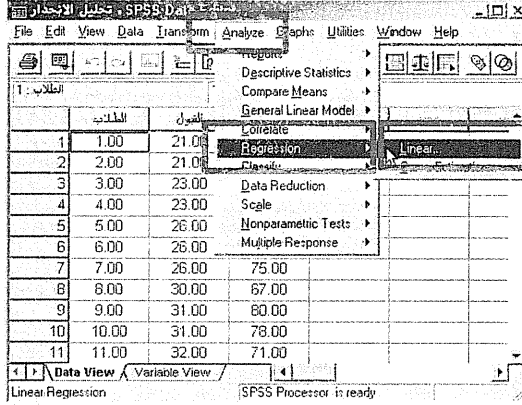 تحليل الانحدار - SPSS Data
File Edit View Data Transform Analyze Graphs Utilities Window Help
Reports
Descriptive Statistics
Compare Means
General Linear Model
Correlate
Regression
Linear...
Classify
Data Reduction
Scale
Nonparametric Tests
Multiple Response
1 : الطلاب
الطلاب القبول
1 1.00 21.00
2 2.00 21.00
3 3.00 23.00
4 4.00 23.00
5 5.00 26.00
6 6.00 26.00
7 7.00 26.00 75.00
8 8.00 30.00 67.00
9 9.00 31.00 80.00
10 10.00 31.00 78.00
11 11.00 32.00 71.00
Data View Variable View
Linear Regression SPSS Processor is ready